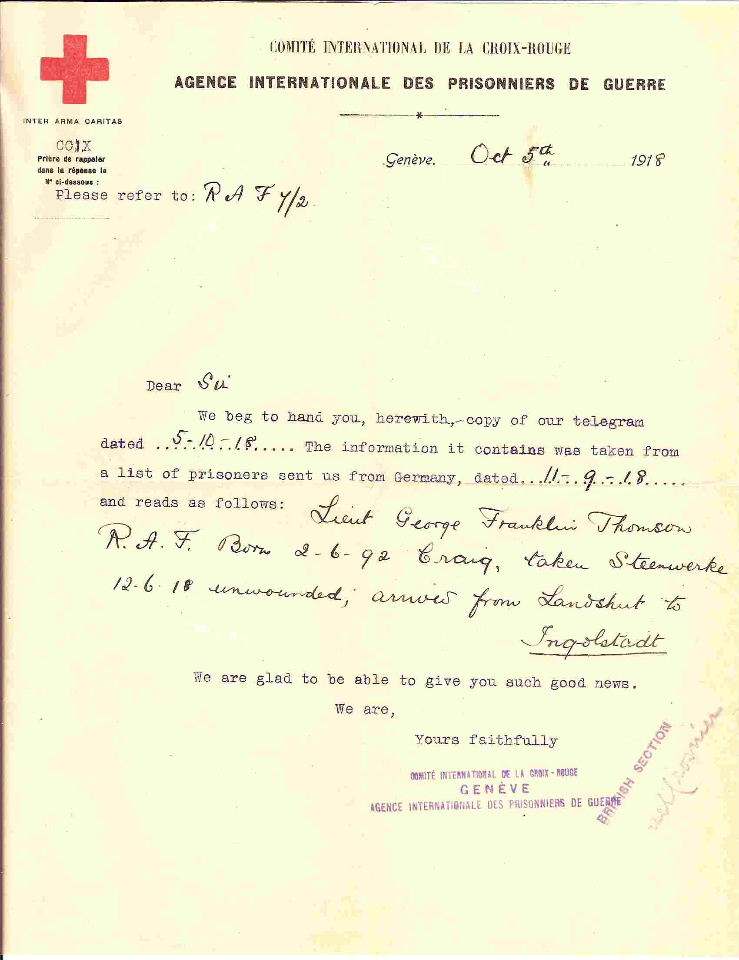 COMITÉ INTERNATIONAL DE LA CROIX-ROUGE
AGENCE INTERNATIONALE DES PRISONNIERS DE GUERRE
INTER ARMA CARITAS
Prière de rappeler
dans la réponse le
Nº ci-dessous :
Genève. Oct 5th 1918
Please refer to: R A F y/2
Dear Sir
We beg to hand you, herewith, copy of our telegram
dated ..5-10-18..... The information it contains was taken from
a list of prisoners sent us from Germany, dated...11-9-18.....
and reads as follows: Lieut George Franklin Thomson
R. A. F. Born 2-6-92 Craig, taken Steenwerke
12-6-18 unwounded; arrived from Landshut to
Ingolstadt
We are glad to be able to give you such good news.
We are,
Yours faithfully
COMITÉ INTERNATIONAL DE LA CROIX-ROUGE
GENÈVE
AGENCE INTERNATIONALE DES PRISONNIERS DE GUERRE
BRITISH SECTION